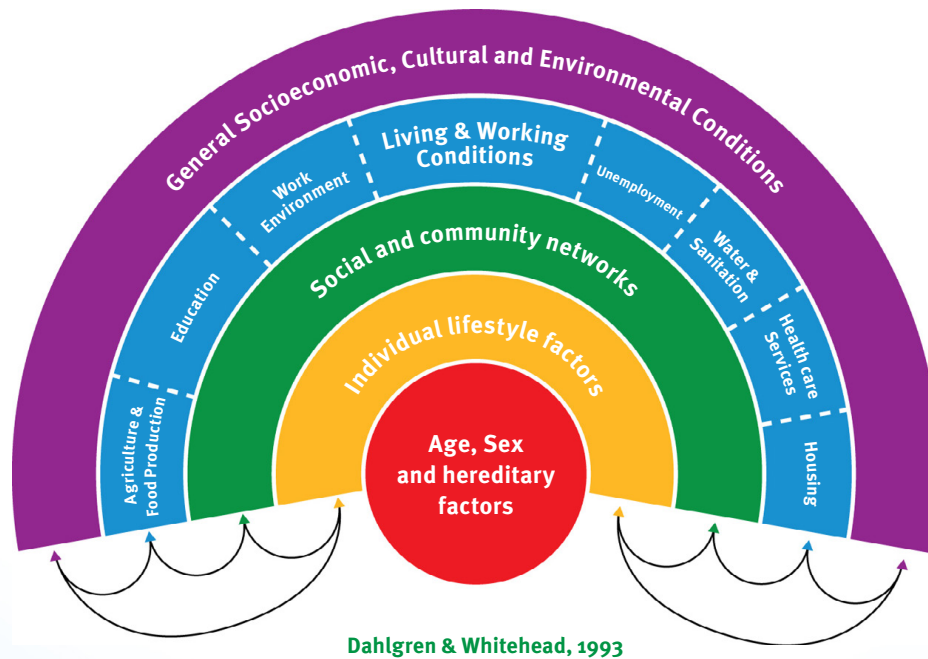 General Socioeconomic, Cultural and Environmental Conditions
Agriculture &
Food Production
Education
Work
Environment
Living & Working
Conditions
Unemployment
Water &
Sanitation
Health care
Services
Housing
Social and community networks
Individual lifestyle factors
Age, Sex
and hereditary
factors
Dahlgren & Whitehead, 1993